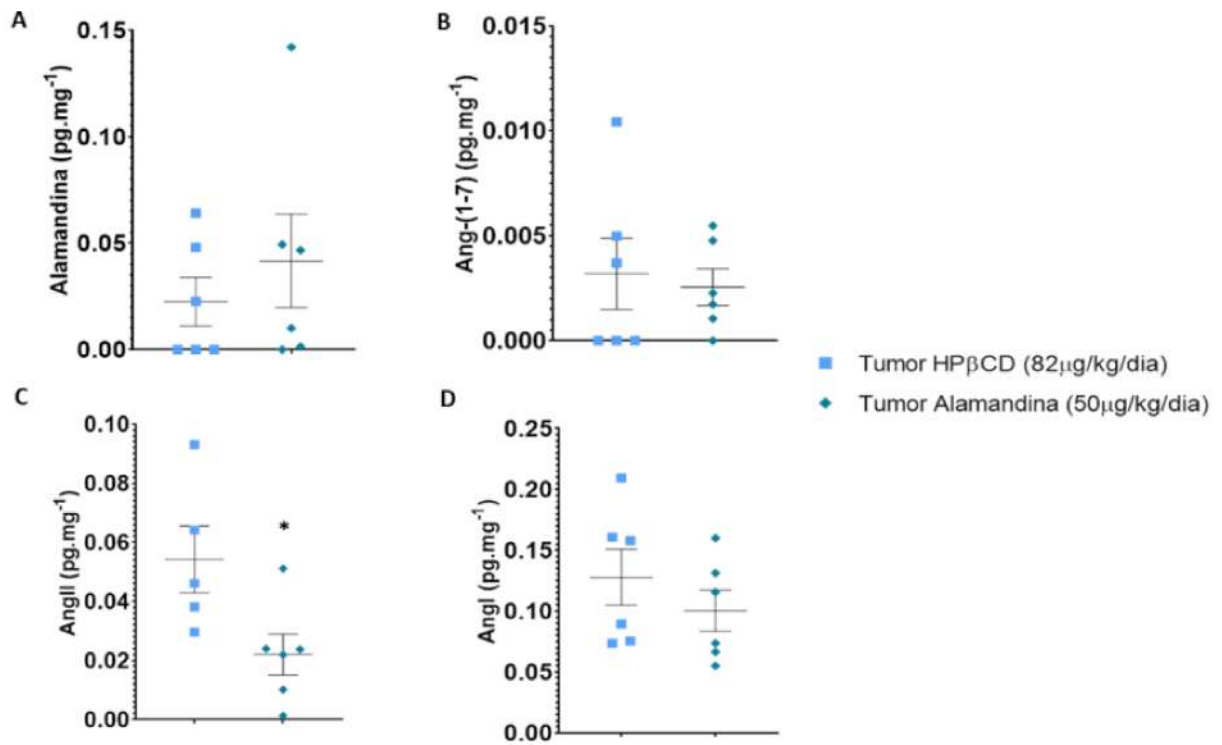 A
Alamandina (pg.mg-1)
0.15
0.10
0.05
0.00
B
Ang-(1-7) (pg.mg-1)
0.015
0.010
0.005
0.000
Tumor HPβCD (82µg/kg/dia)
Tumor Alamandina (50µg/kg/dia)
C
AngII (pg.mg-1)
0.10
0.08
0.06
0.04
0.02
0.00
*
D
AngI (pg.mg-1)
0.25
0.20
0.15
0.10
0.05
0.00